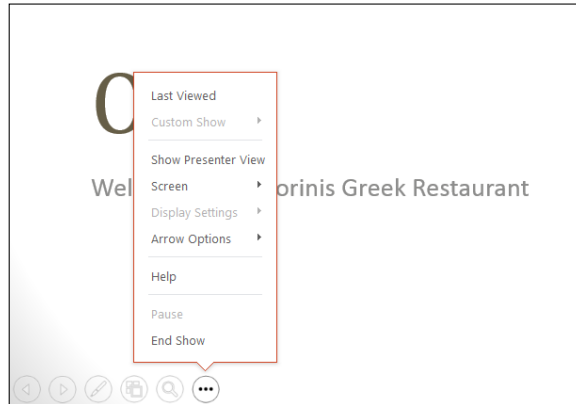 O
Last Viewed
Custom Show
Show Presenter View
Wel orinis Greek Restaurant
Screen
Display Settings
Arrow Options
Help
Pause
End Show